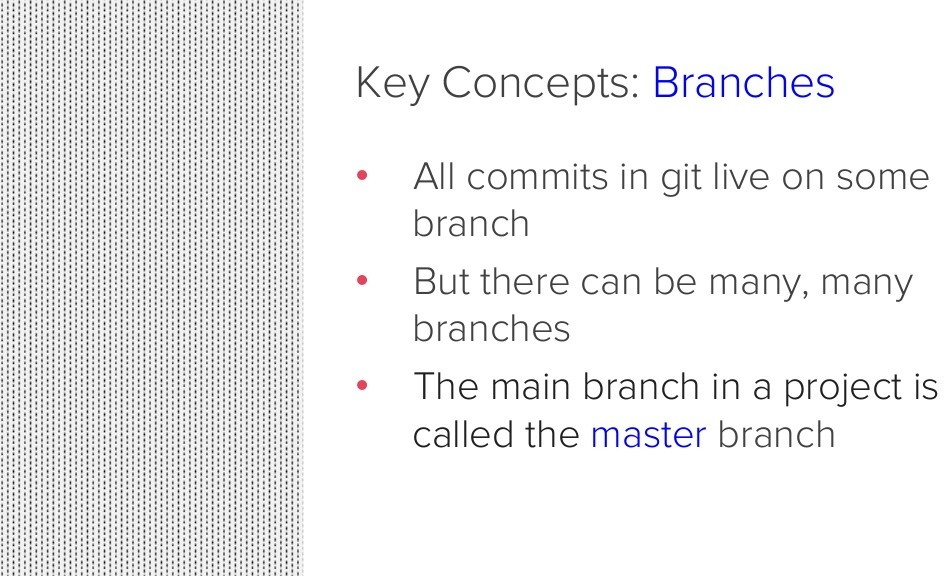 Key Concepts: Branches
• All commits in git live on some
branch
• But there can be many, many
branches
• The main branch in a project is
called the master branch